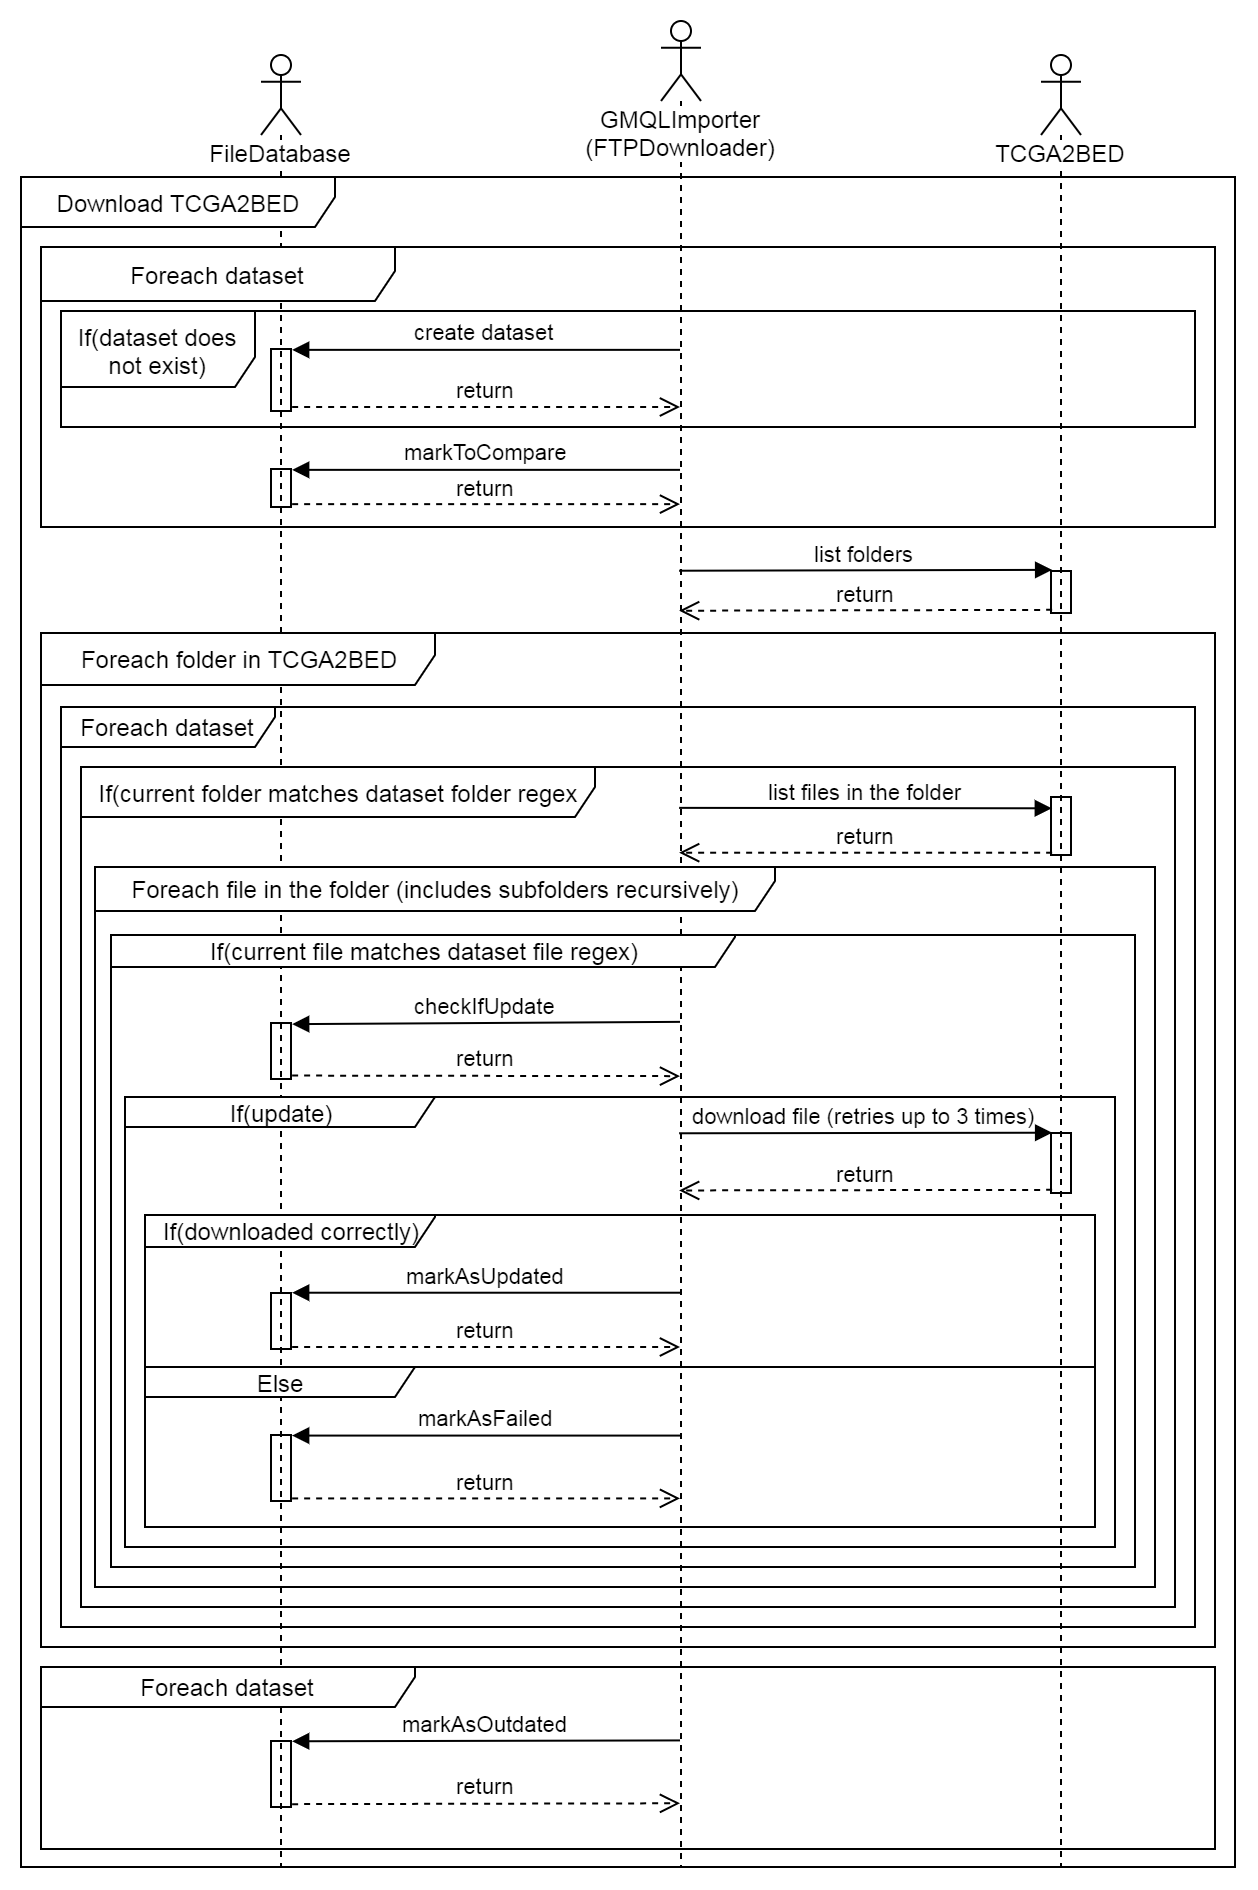 GMQLImporter
(FTPDownloader)
FileDatabase
TCGA2BED
Download TCGA2BED
Foreach dataset
If(dataset does
not exist)
create dataset
return
markToCompare
return
list folders
return
Foreach folder in TCGA2BED
Foreach dataset
If(current folder matches dataset folder regex
list files in the folder
return
Foreach file in the folder (includes subfolders recursively)
If(current file matches dataset file regex)
checkIfUpdate
return
If(update)
download file (retries up to 3 times)
return
If(downloaded correctly)
markAsUpdated
return
Else
markAsFailed
return
Foreach dataset
markAsOutdated
return